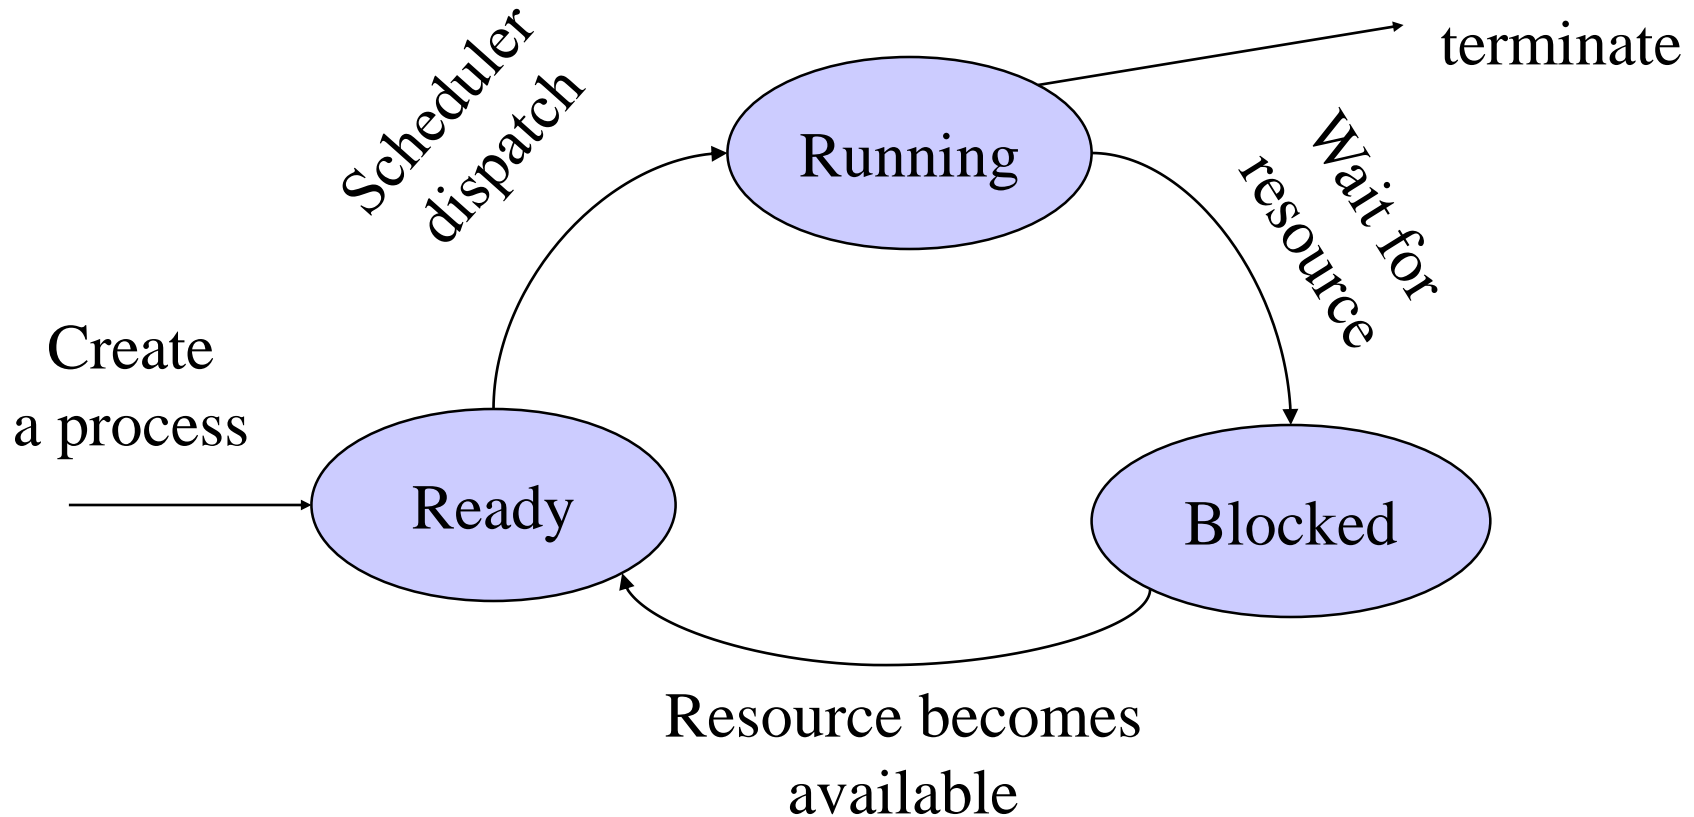 Scheduler
dispatch
Running
terminate
Wait for
resource
Create
a process
Ready
Blocked
Resource becomes
available